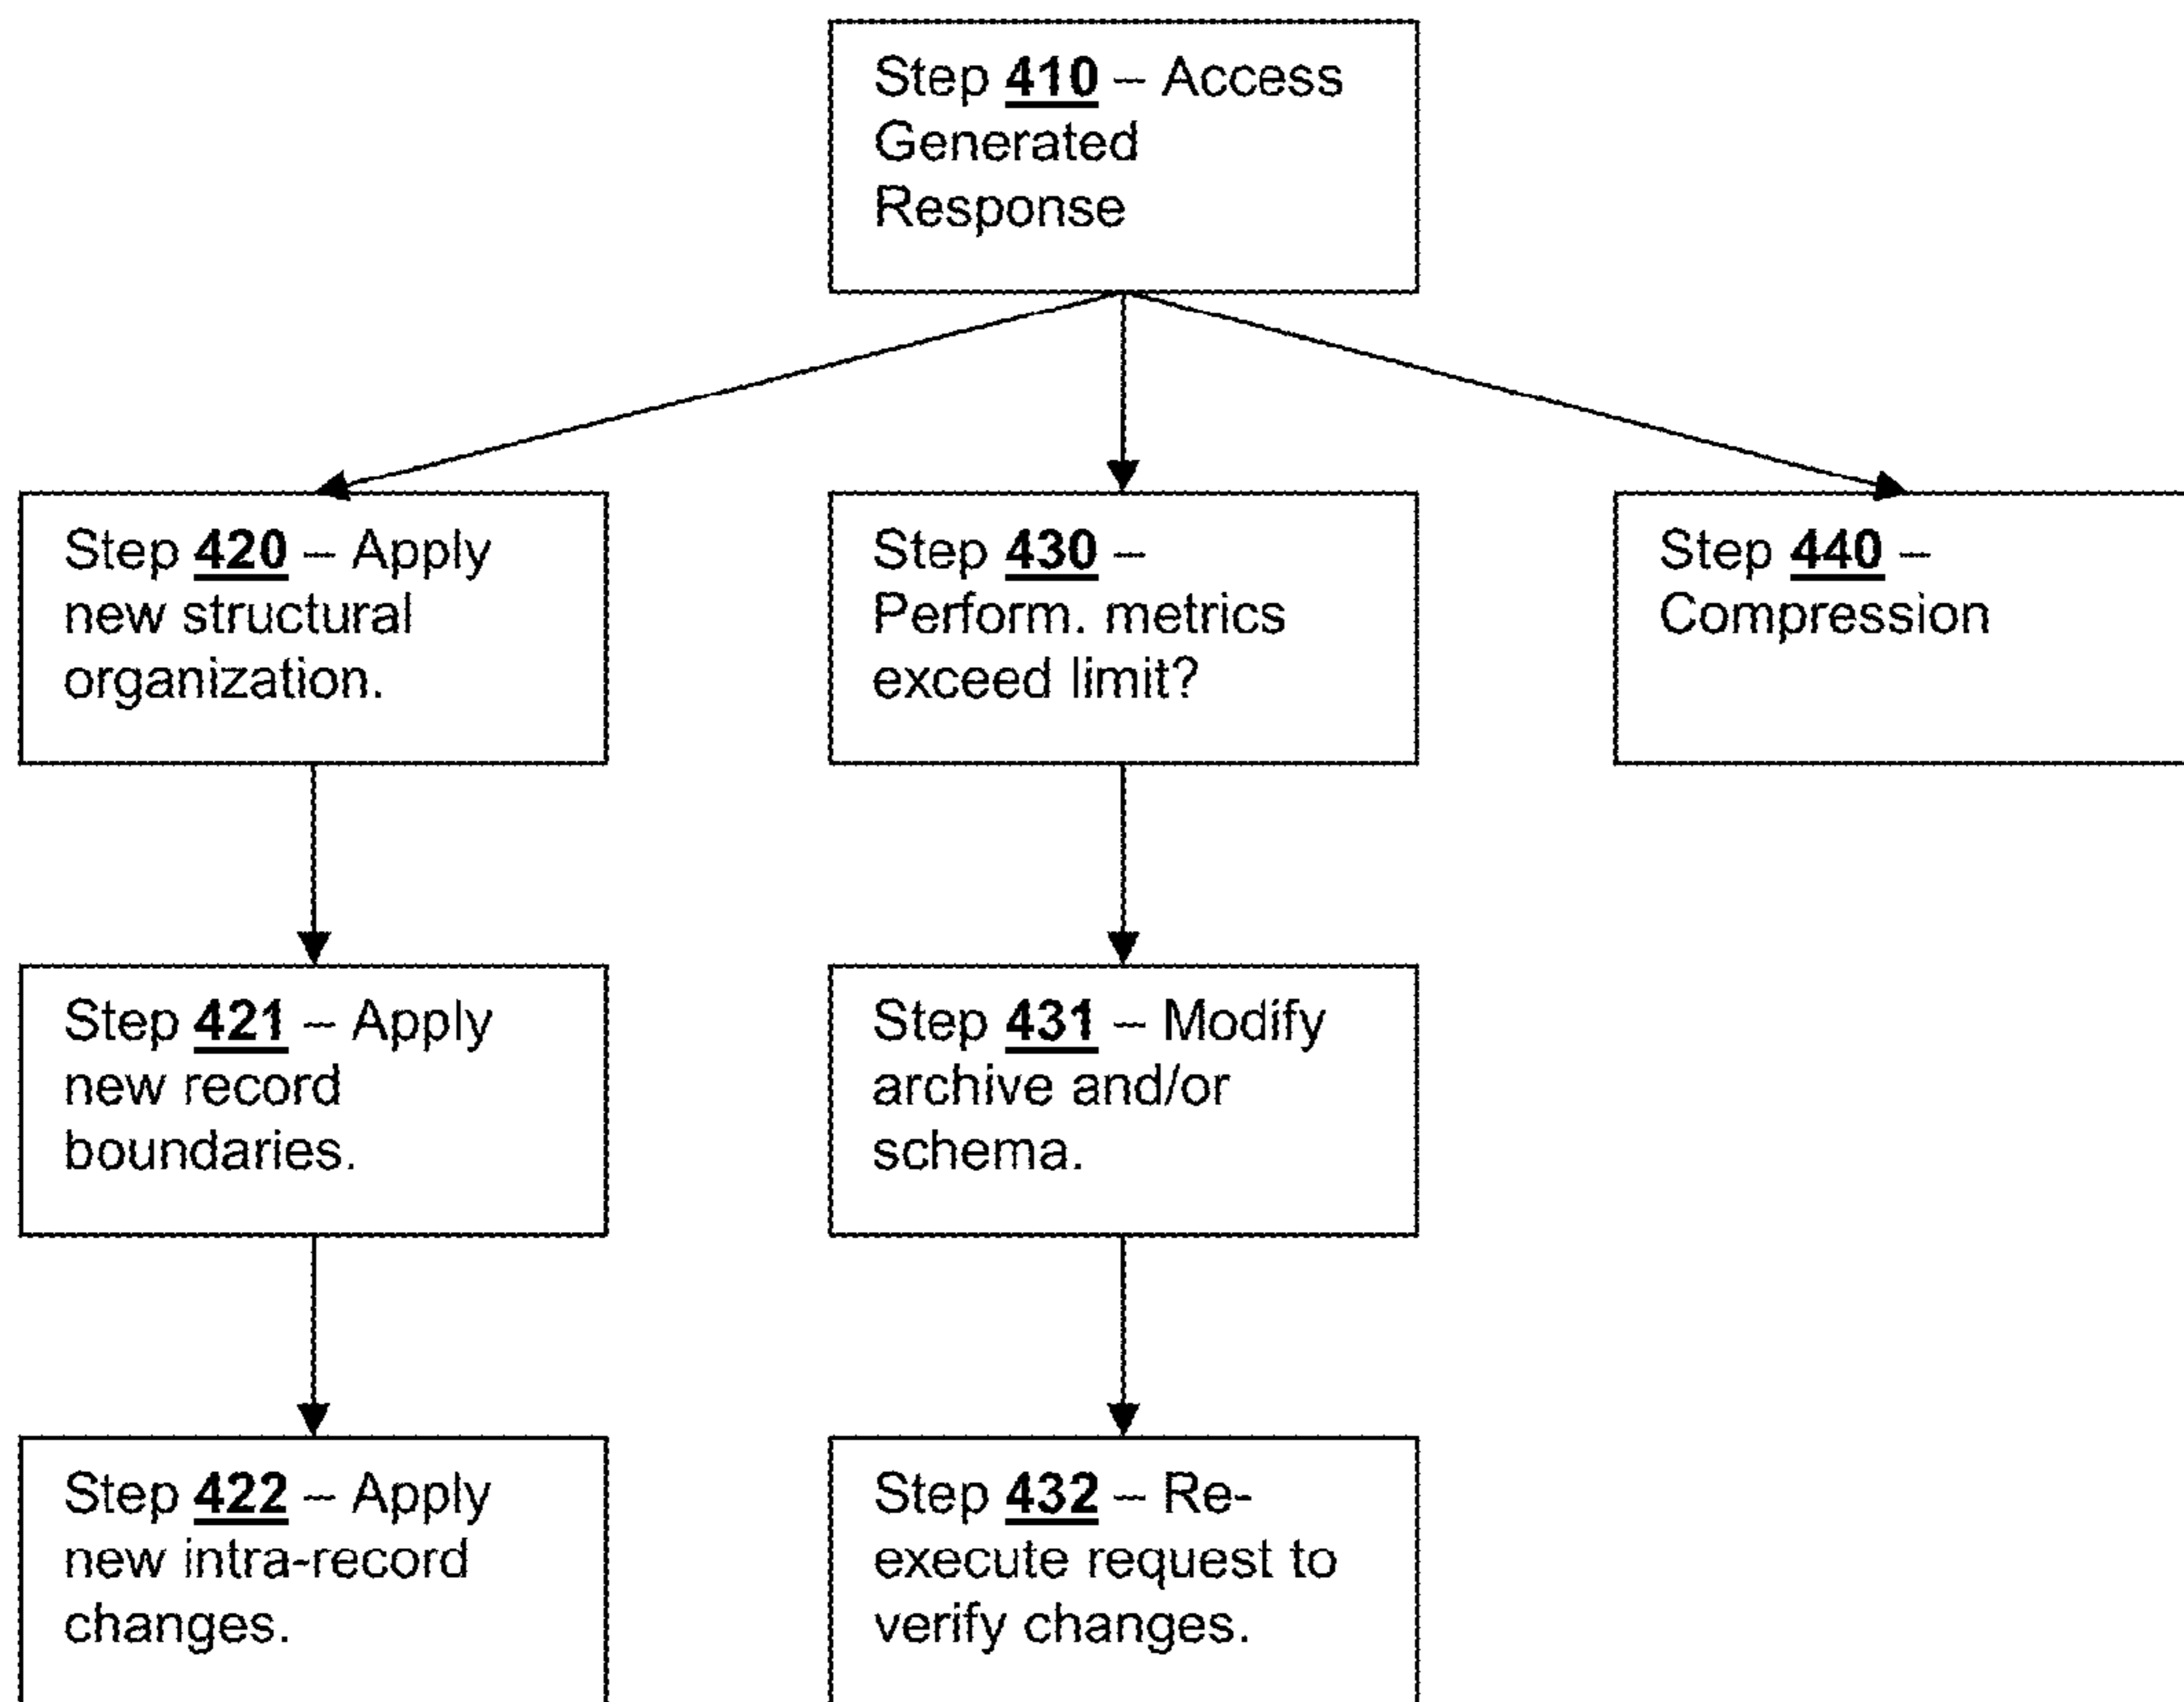 Step 410 – Access
Generated
Response
Step 420 – Apply
new structural
organization.
Step 430 –
Perform. metrics
exceed limit?
Step 440 –
Compression
Step 421 – Apply
new record
boundaries.
Step 431 – Modify
archive and/or
schema.
Step 422 – Apply
new intra-record
changes.
Step 432 – Re-
execute request to
verify changes.